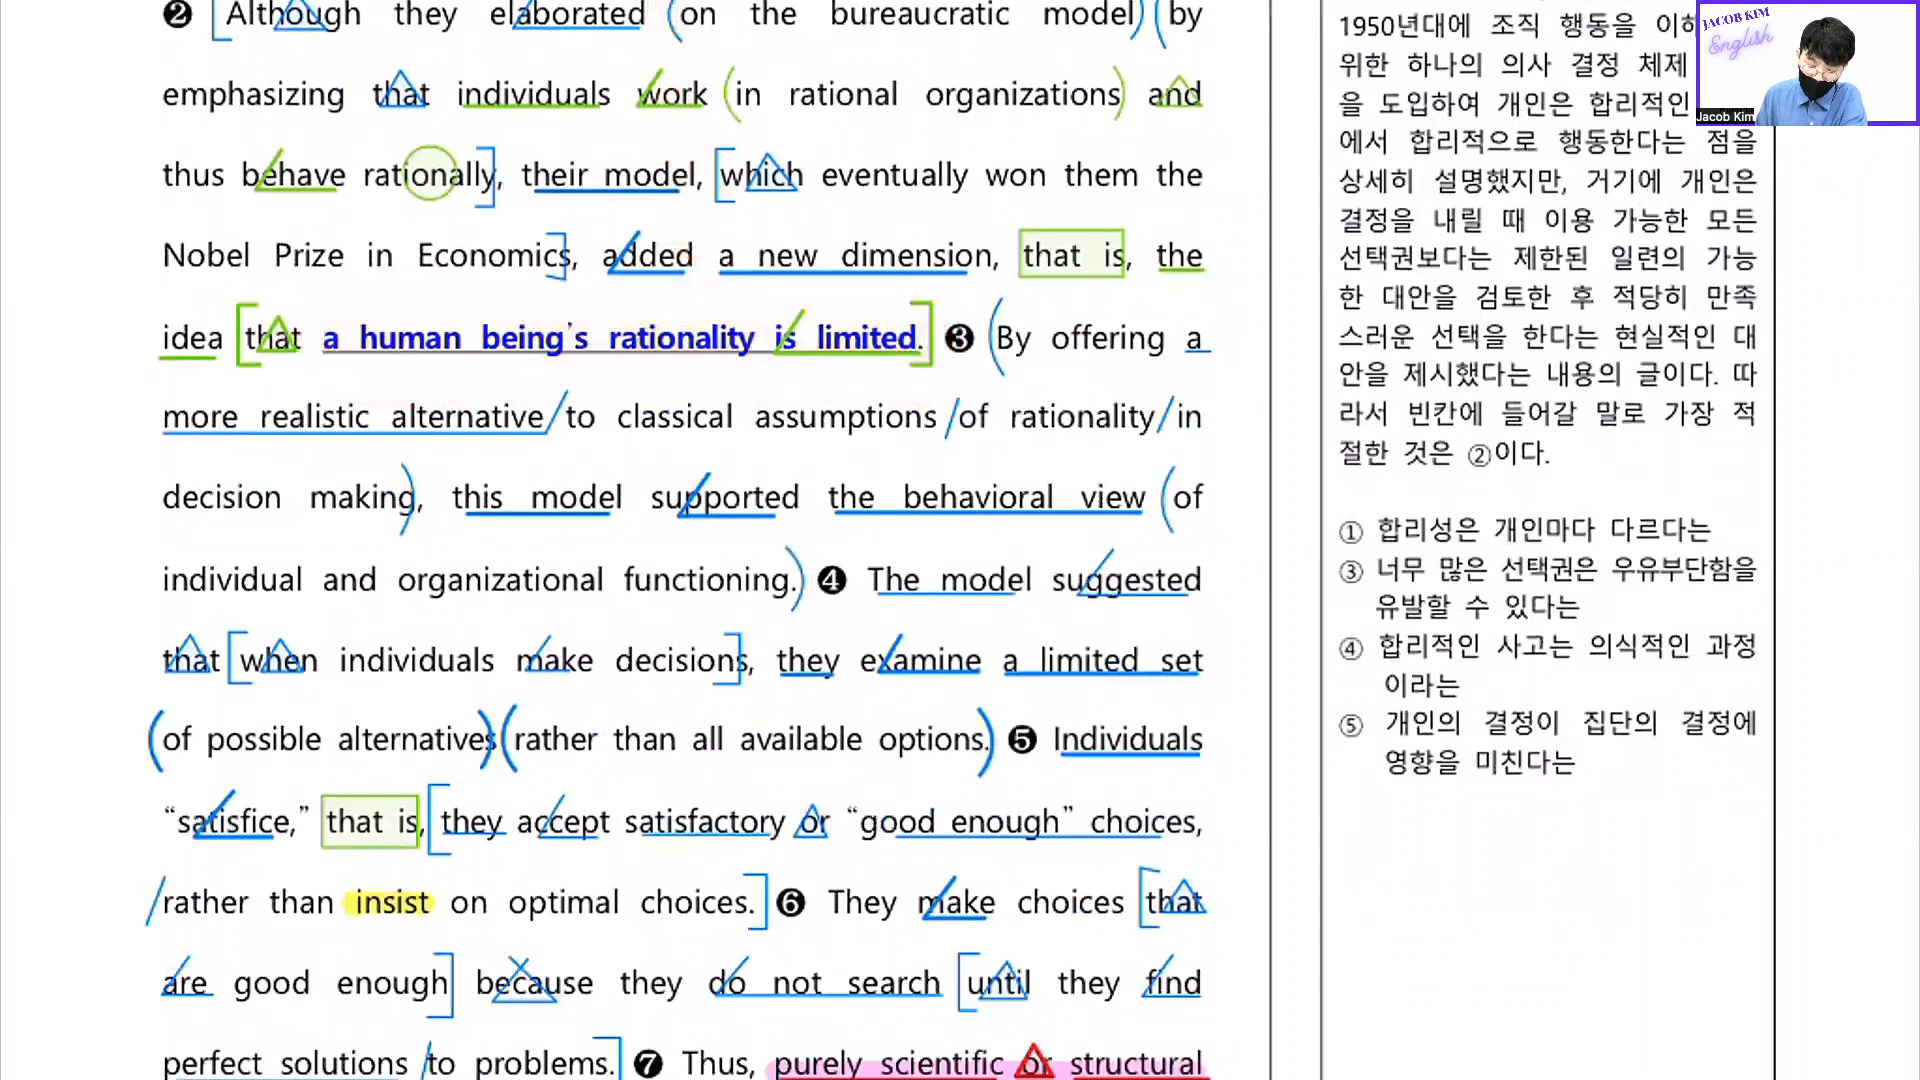 ❷ Although they elaborated on the bureaucratic model by
emphasizing that individuals work in rational organizations and
thus behave rationally, their model, which eventually won them the
Nobel Prize in Economics, added a new dimension, that is, the
idea that a human being's rationality is limited. ❸ By offering a
more realistic alternative to classical assumptions of rationality in
decision making, this model supported the behavioral view of
individual and organizational functioning. ❹ The model suggested
that when individuals make decisions, they examine a limited set
of possible alternatives rather than all available options. ❺ Individuals
“satisfice,” that is, they accept satisfactory or “good enough” choices,
rather than insist on optimal choices. ❻ They make choices that
are good enough because they do not search until they find
perfect solutions to problems. ❼ Thus, purely scientific or structural
1950년대에 조직 행동을
위한 하나의 의사 결정 체제
을 도입하여 개인은 합리적인
에서 합리적으로 행동한다는 점을
상세히 설명했지만, 거기에 개인은
결정을 내릴 때 이용 가능한 모든
선택권보다는 제한된 일련의 가능
한 대안을 검토한 후 적당히 만족
스러운 선택을 한다는 현실적인 대
안을 제시했다는 내용의 글이다. 따
라서 빈칸에 들어갈 말로 가장 적
절한 것은 ②이다.
① 합리성은 개인마다 다르다는
③ 너무 많은 선택권은 우유부단함을
유발할 수 있다는
④ 합리적인 사고는 의식적인 과정
이라는
⑤ 개인의 결정이 집단의 결정에
영향을 미친다는
JACOB KIM
English
Jacob Kim